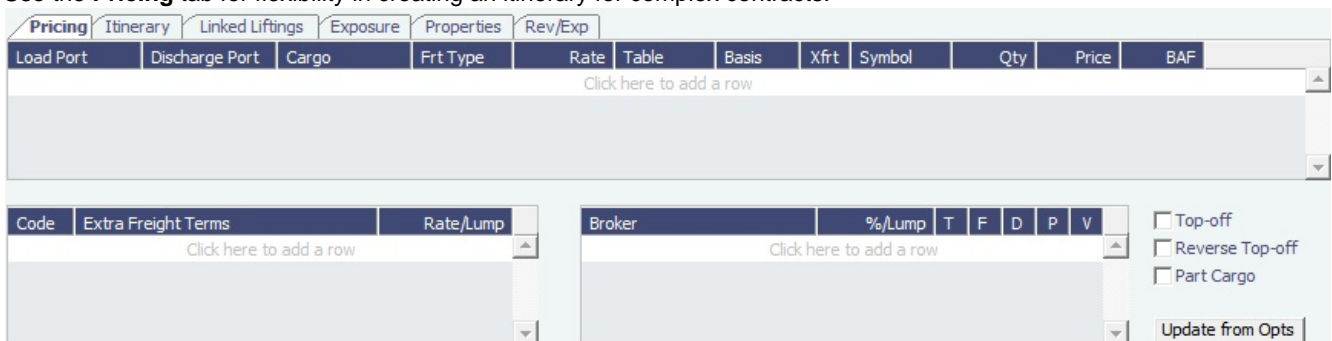 See the Pricing tab for flexibility in creating an itinerary for complex contracts.
Pricing Itinerary Linked Liftings Exposure Properties Rev/Exp
Load Port Discharge Port Cargo Frt Type Rate Table Basis Xfrt Symbol Qty Price BAF
Click here to add a row
Code Extra Freight Terms Rate/Lump Broker %/Lump T F D P V Top-off
Click here to add a row Click here to add a row Reverse Top-off
Part Cargo
Update from Opts